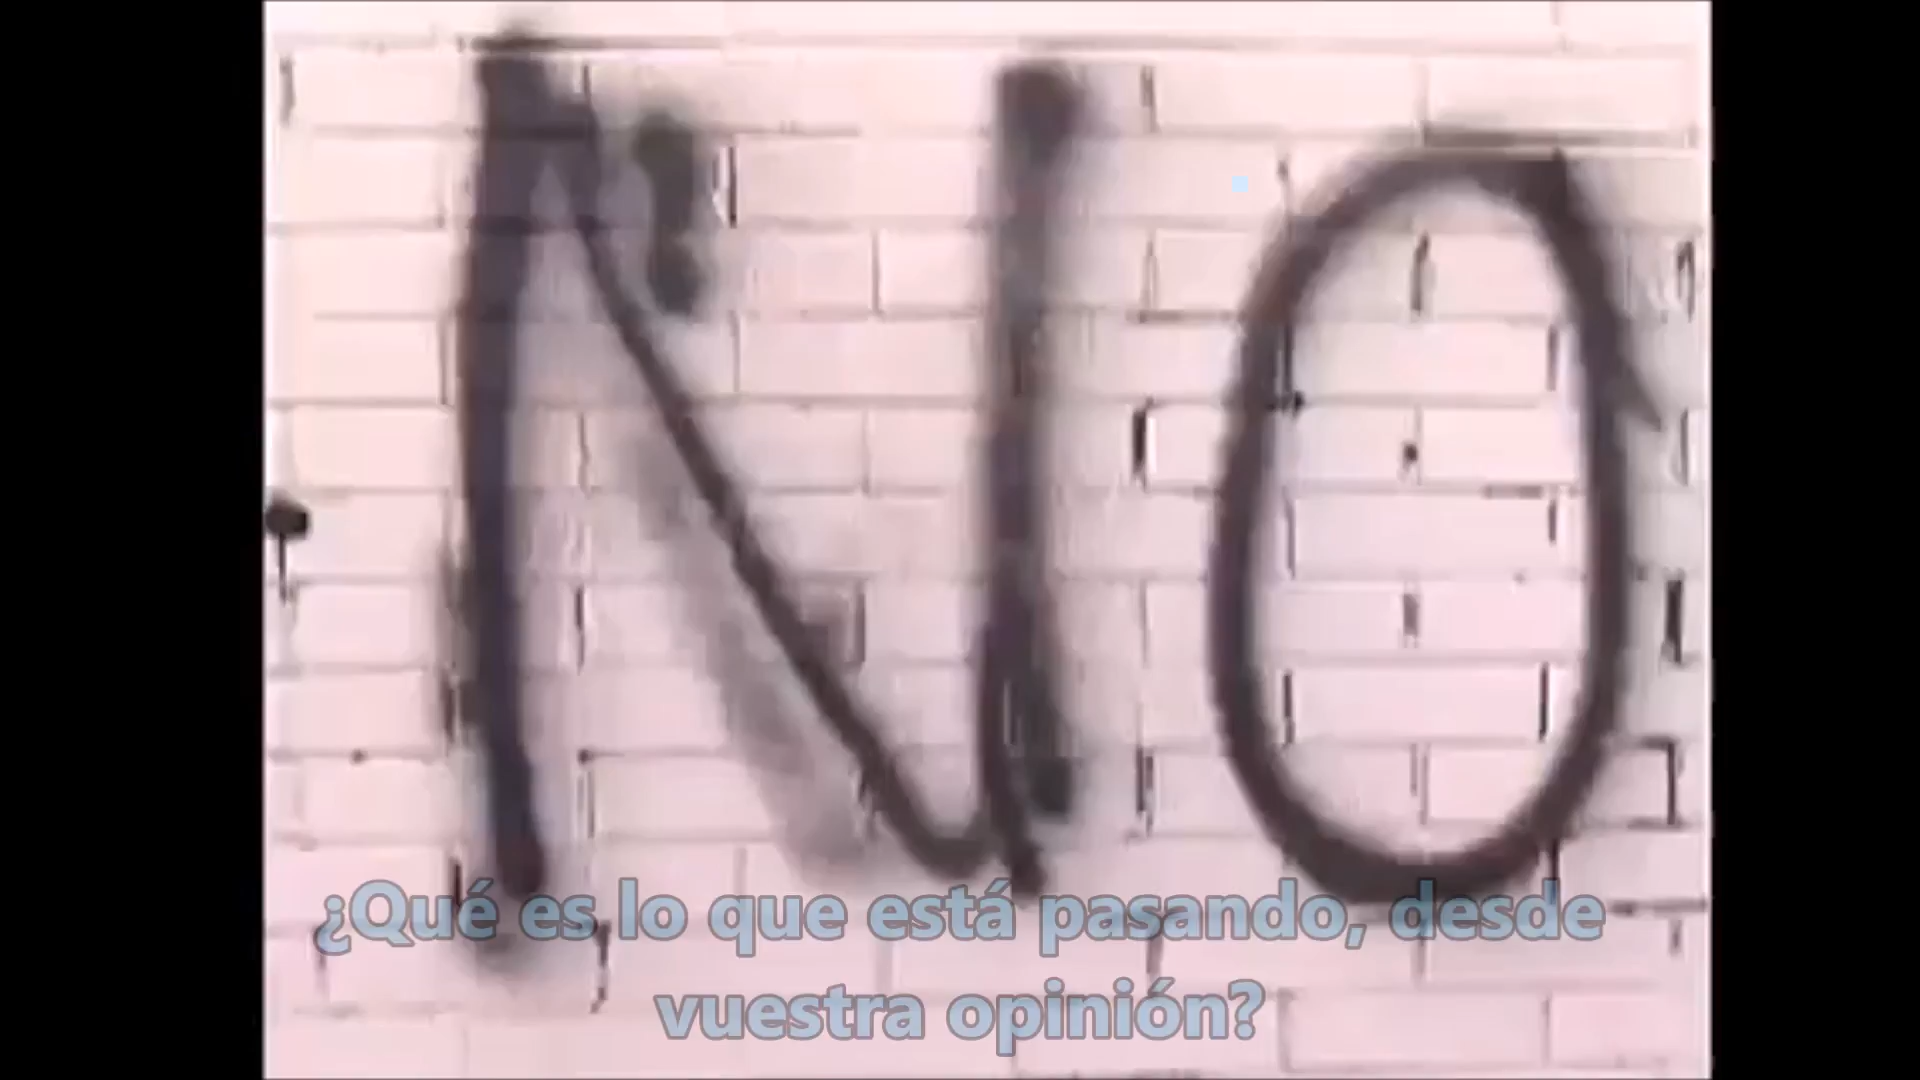 No
¿Qué es lo que está pasando, desde
vuestra opinión?